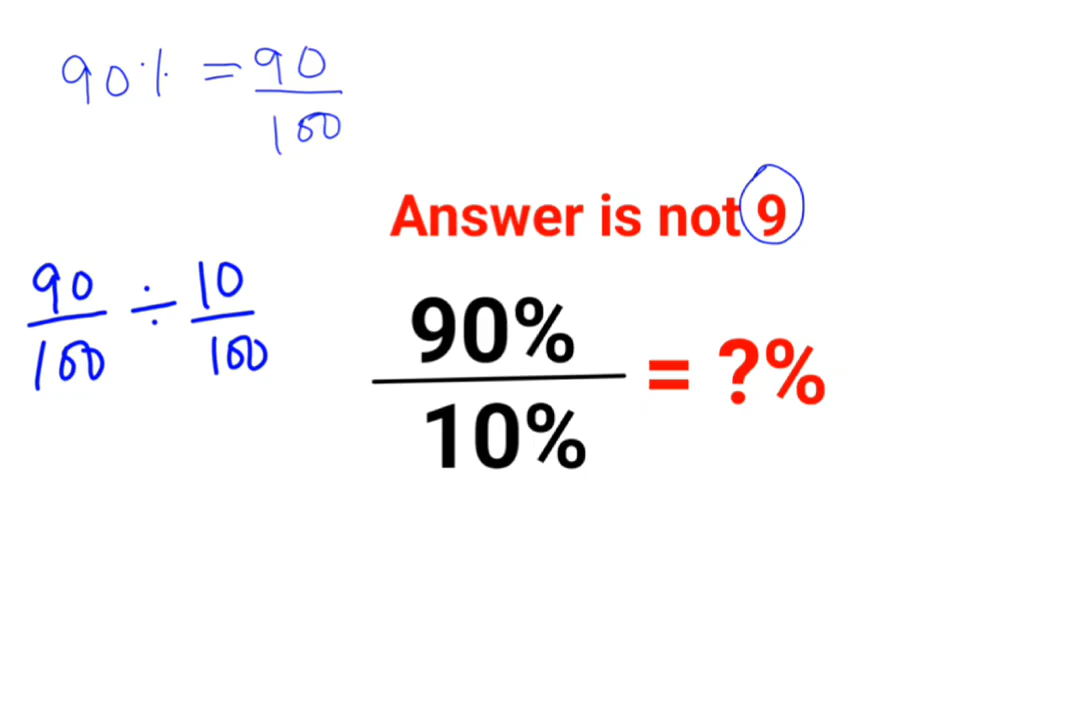 90% = 90
100
Answer is not 9
90 ÷ 10
100 100
90%
10%
= ?%